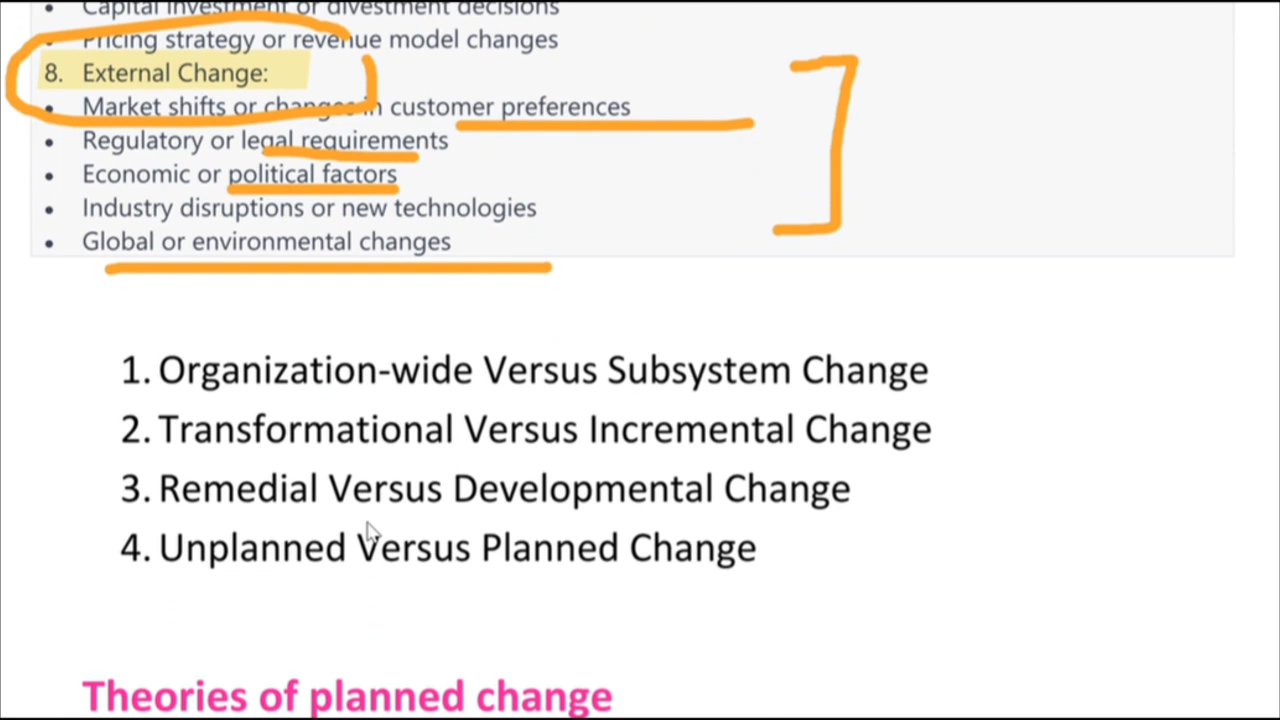 • Capital investment or divestment decisions
• Pricing strategy or revenue model changes
8. External Change:
• Market shifts or changes in customer preferences
• Regulatory or legal requirements
• Economic or political factors
• Industry disruptions or new technologies
• Global or environmental changes
1. Organization-wide Versus Subsystem Change
2. Transformational Versus Incremental Change
3. Remedial Versus Developmental Change
4. Unplanned Versus Planned Change
Theories of planned change